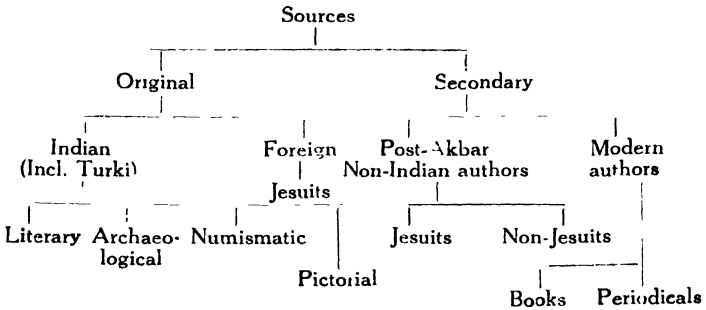 Sources
Original Secondary
Indian Foreign Post-Akbar Modern
(Incl. Turki) Non-Indian authors authors
Jesuits
Literary Archaeo- Numismatic Jesuits Non-Jesuits
logical
Pictorial
Books Periodicals